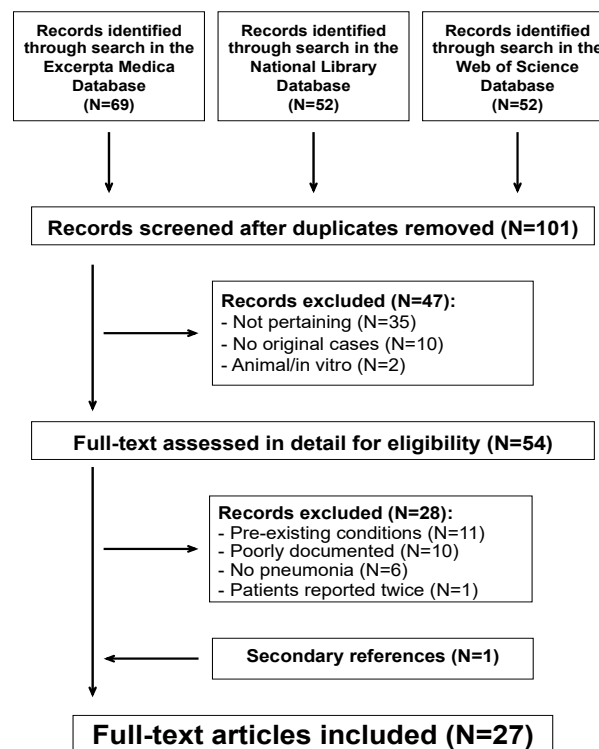 Records identified
through search in the
Excerpta Medica
Database
(N=69)
Records identified
through search in the
National Library
Database
(N=52)
Records identified
through search in the
Web of Science
Database
(N=52)
Records screened after duplicates removed (N=101)
Records excluded (N=47):
- Not pertaining (N=35)
- No original cases (N=10)
- Animal/in vitro (N=2)
Full-text assessed in detail for eligibility (N=54)
Records excluded (N=28):
- Pre-existing conditions (N=11)
- Poorly documented (N=10)
- No pneumonia (N=6)
- Patients reported twice (N=1)
Secondary references (N=1)
Full-text articles included (N=27)